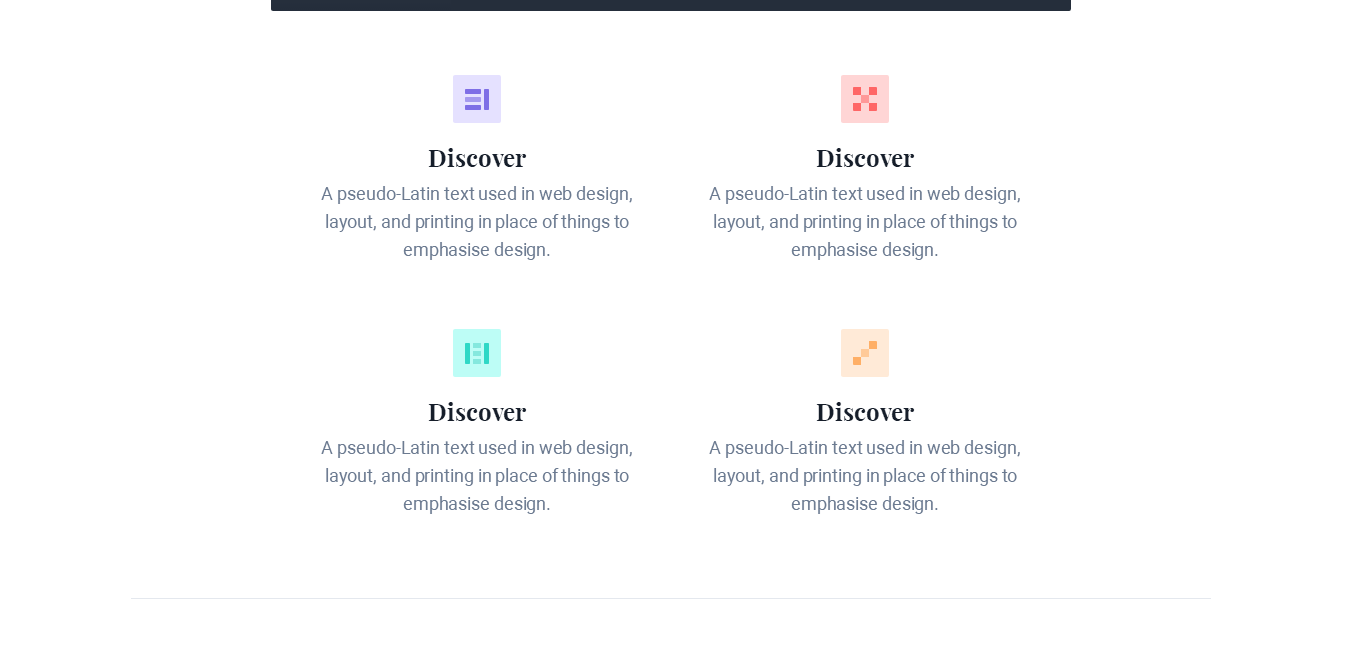 Discover
A pseudo-Latin text used in web design,
layout, and printing in place of things to
emphasise design.
Discover
A pseudo-Latin text used in web design,
layout, and printing in place of things to
emphasise design.
Discover
A pseudo-Latin text used in web design,
layout, and printing in place of things to
emphasise design.
Discover
A pseudo-Latin text used in web design,
layout, and printing in place of things to
emphasise design.